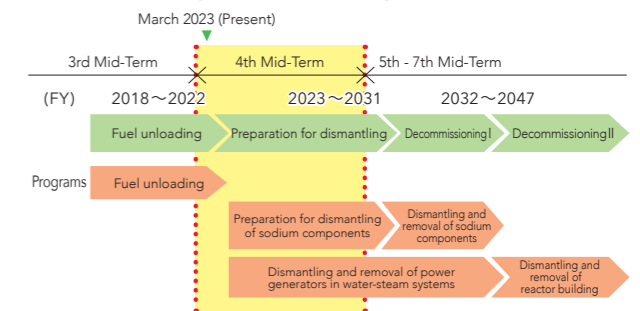 March 2023 (Present)
3rd Mid-Term
4th Mid-Term
5th - 7th Mid-Term
(FY)
2018～2022
2023～2031
2032～2047
Fuel unloading
Preparation for dismantling
DecommissioningⅠ
DecommissioningⅡ
Programs
Fuel unloading
Preparation for dismantling
of sodium components
Dismantling and
removal of sodium
components
Dismantling and removal of power
generators in water-steam systems
Dismantling and
removal of
reactor building